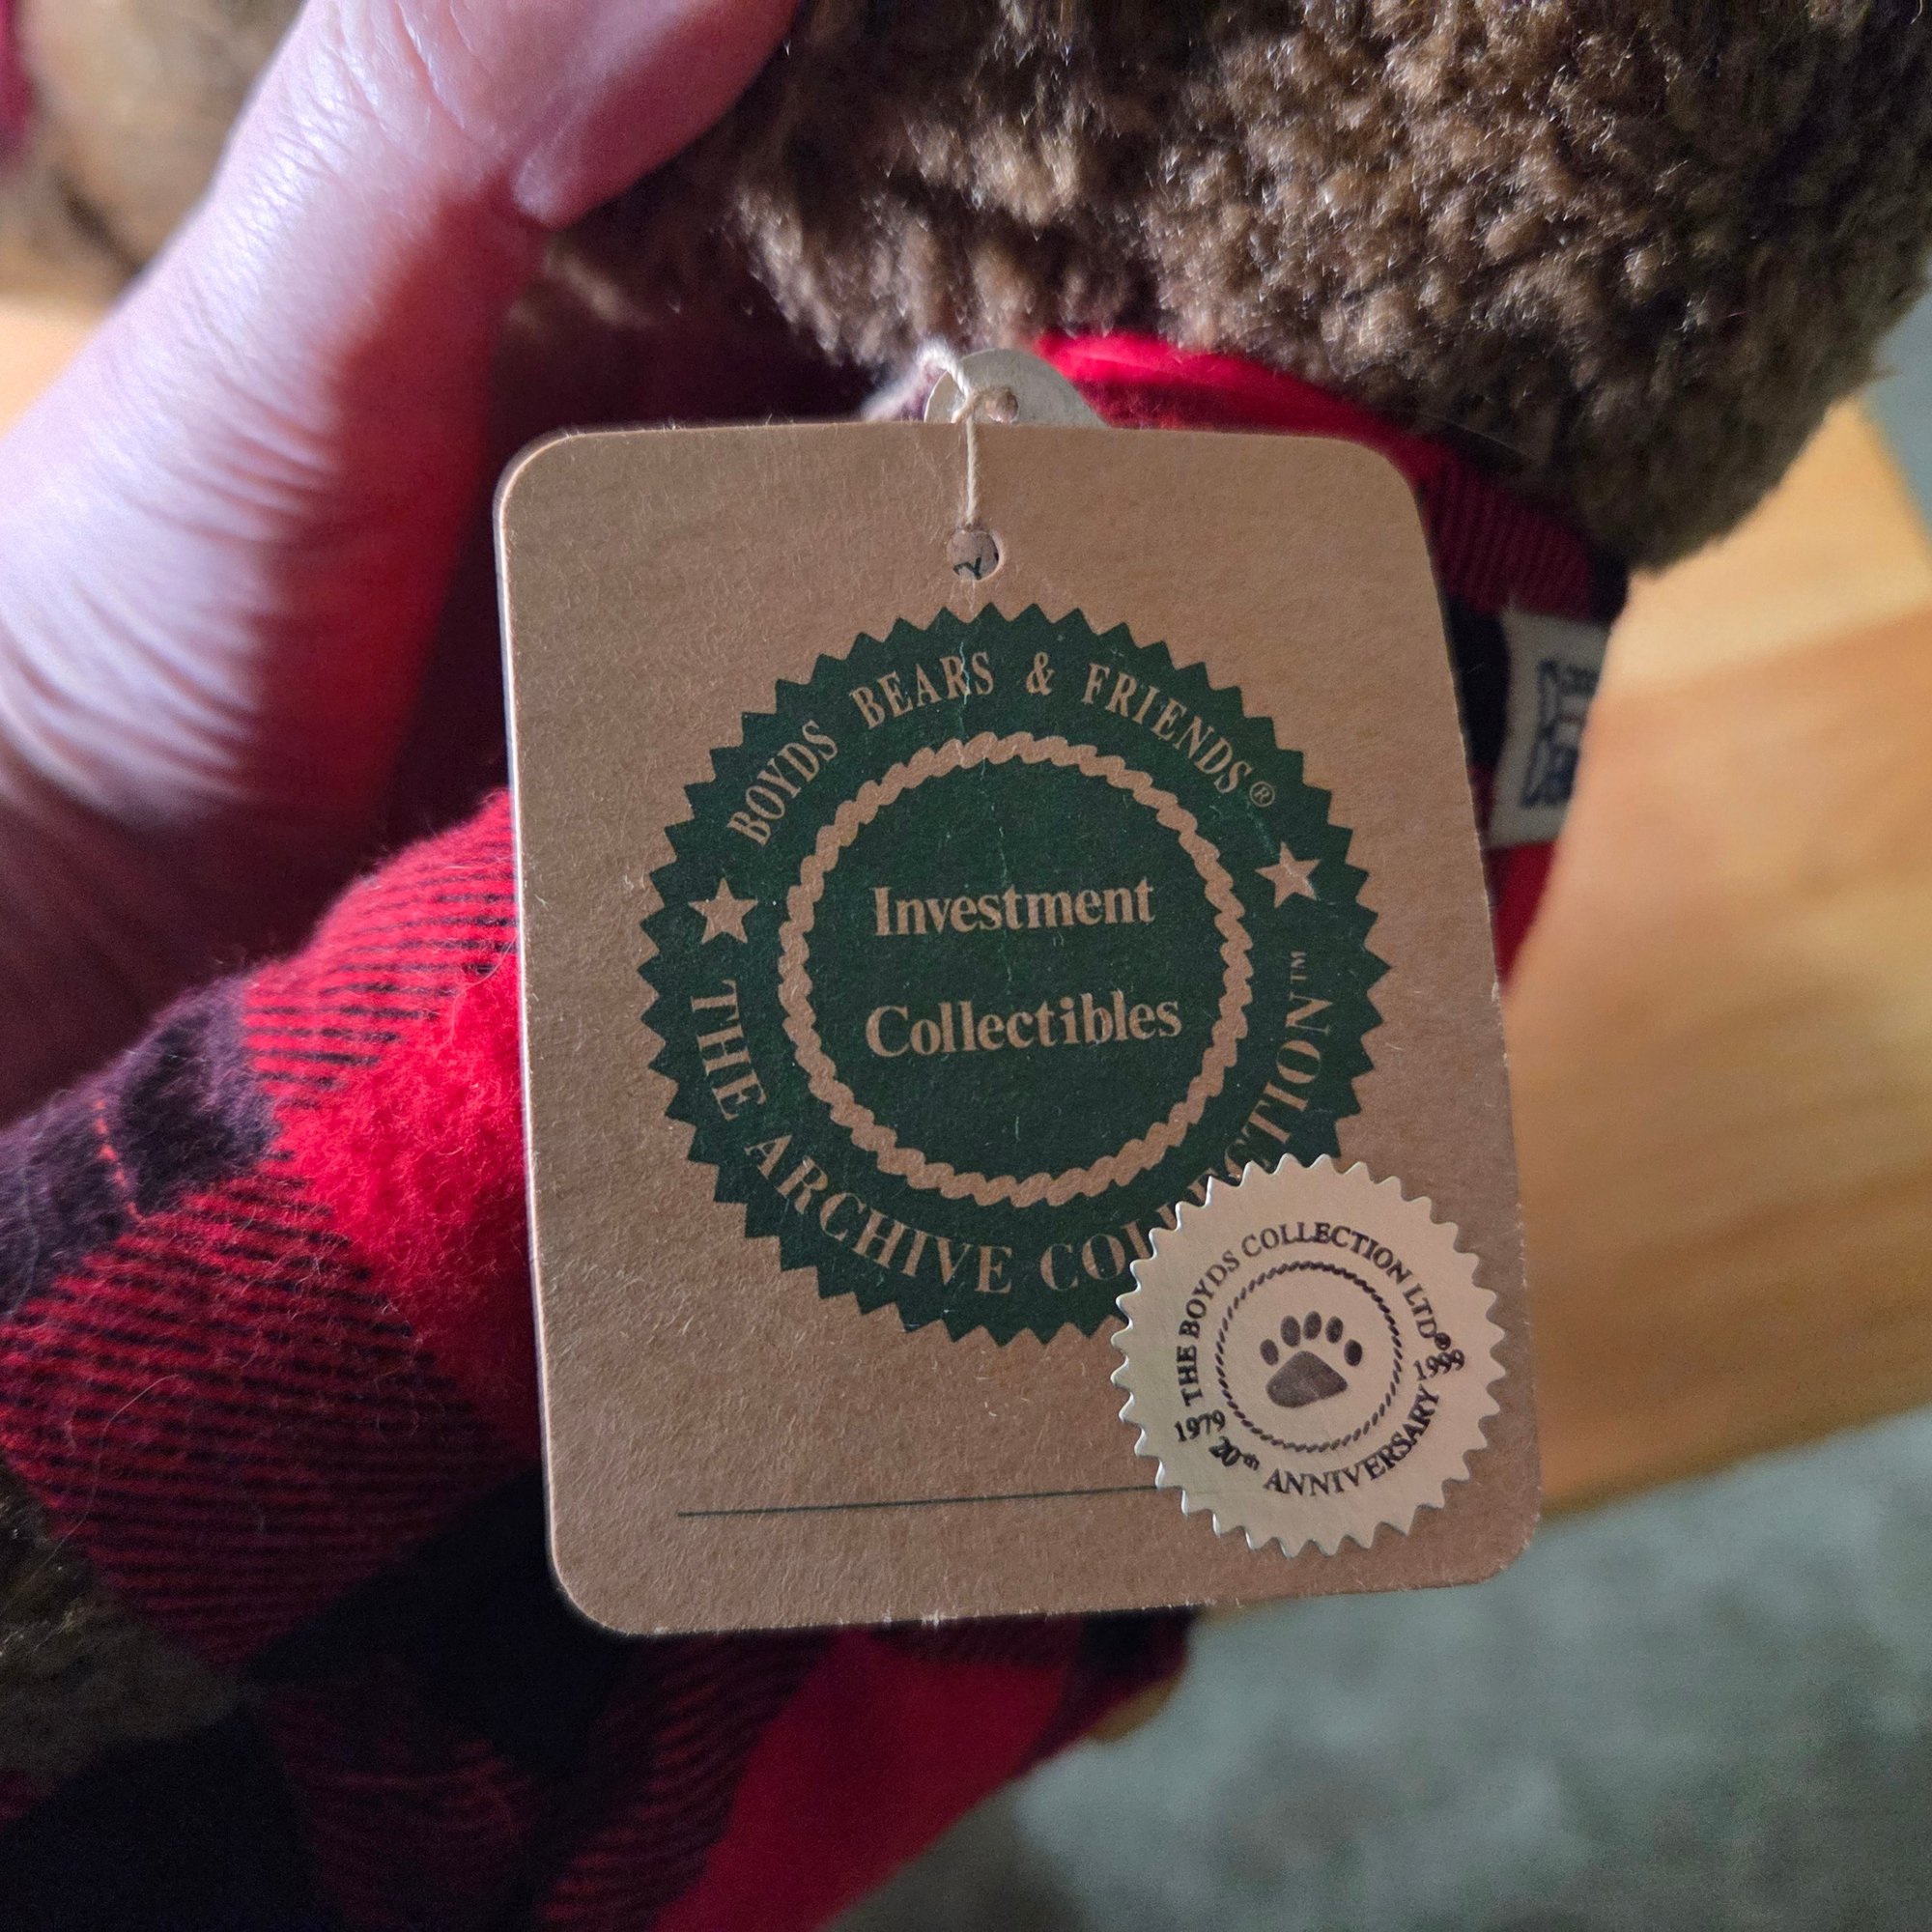 BOYDS BEARS & FRIENDS®
Investment
Collectibles
THE ARCHIVE COLLECTION™
THE BOYDS COLLECTION LTD®
1979 20th ANNIVERSARY 1999